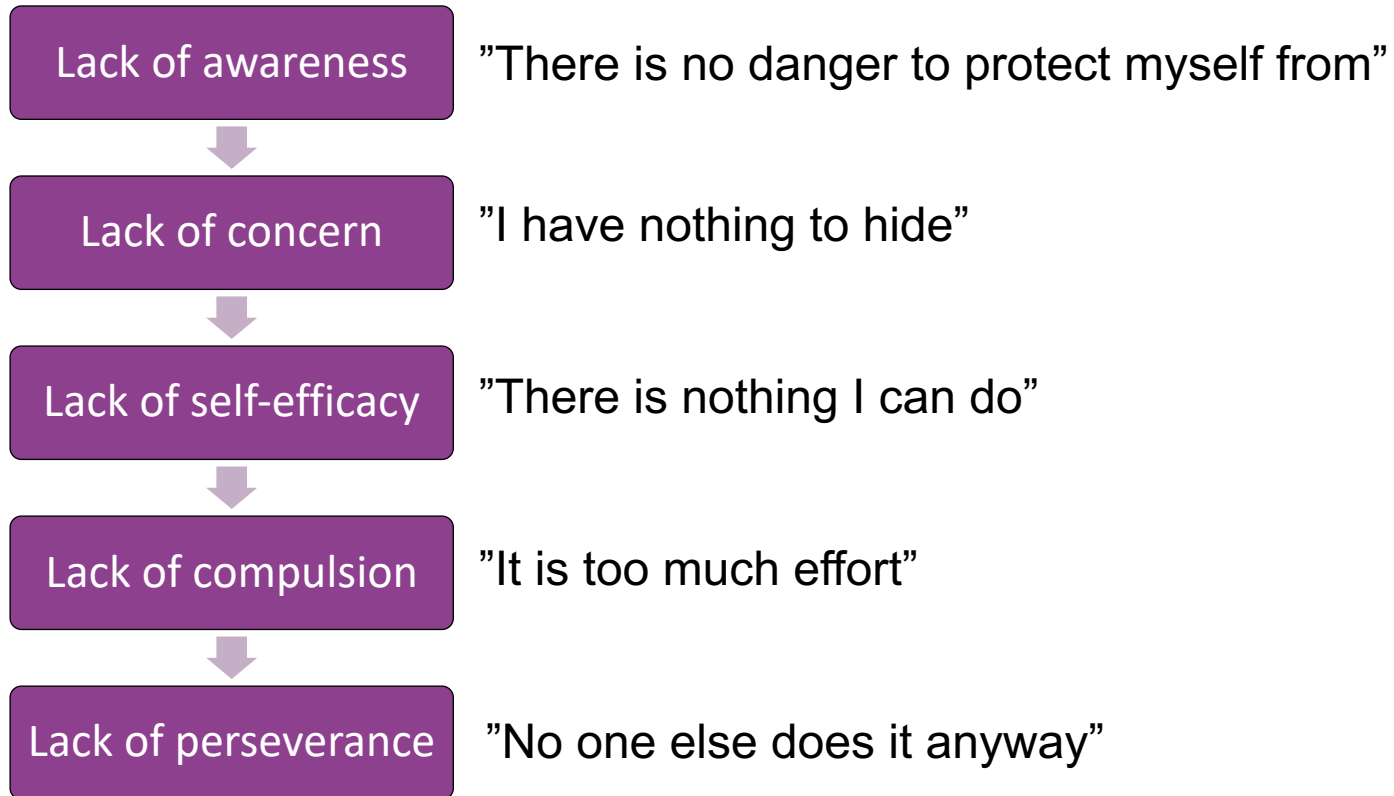 Lack of awareness ”There is no danger to protect myself from”
Lack of concern ”I have nothing to hide”
Lack of self-efficacy ”There is nothing I can do”
Lack of compulsion ”It is too much effort”
Lack of perseverance ”No one else does it anyway”